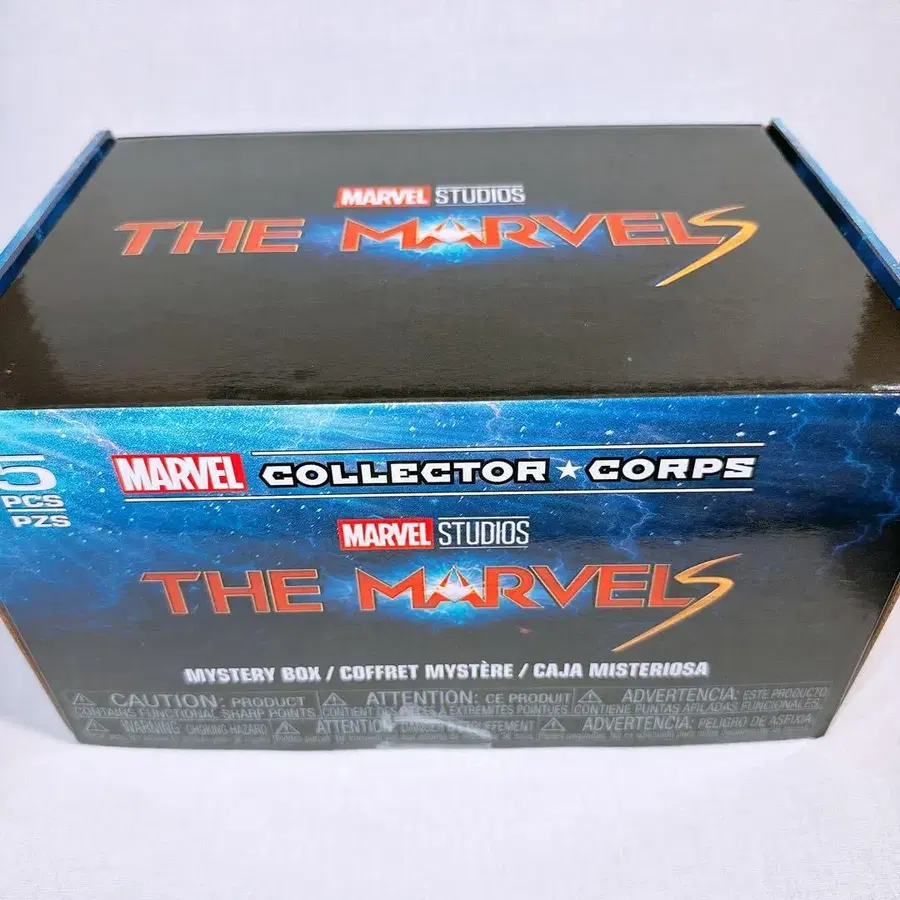 MARVEL STUDIOS
THE MARVELS
5
PCS
PZS
MARVEL COLLECTOR ★ CORPS
MARVEL STUDIOS
THE MARVELS
MYSTERY BOX / COFFRET MYSTÈRE / CAJA MISTERIOSA
⚠ CAUTION: PRODUCT CONTAINS FUNCTIONAL SHARP POINTS.
⚠ ATTENTION: CE PRODUIT CONTIENT DES PIÈCES À EXTRÉMITÉS POINTUES
⚠ ADVERTENCIA: ESTE PRODUCTO CONTIENE PUNTAS AFILADAS FUNCIONALES.
⚠ WARNING: CHOKING HAZARD
⚠ ATTENTION: DANGER D'ÉTOUFFEMENT
⚠ ADVERTENCIA: PELIGRO DE ASFIXIA